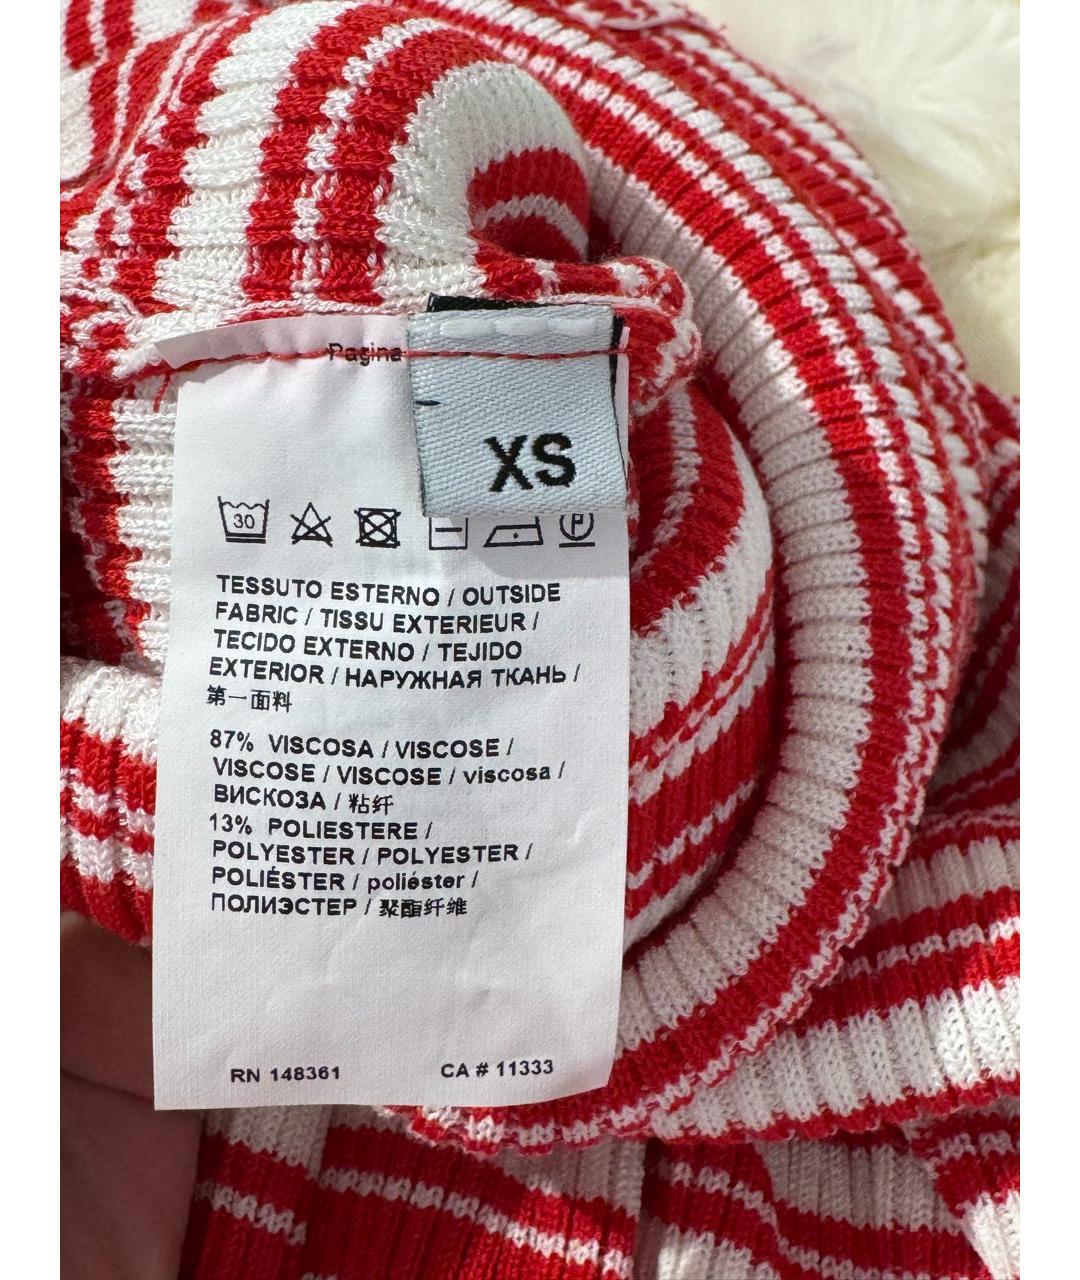 Pagina
XS
30
P
TESSUTO ESTERNO / OUTSIDE
FABRIC / TISSU EXTERIEUR /
TECIDO EXTERNO / TEJIDO
EXTERIOR / НАРУЖНАЯ ТКАНЬ /
第一面料
87% VISCOSA / VISCOSE /
VISCOSE / VISCOSE / viscosa /
ВИСКОЗА / 粘纤
13% POLIESTERE /
POLYESTER / POLYESTER /
POLIÉSTER / poliéster /
ПОЛИЭСТЕР / 聚酯纤维
RN 148361 CA # 11333